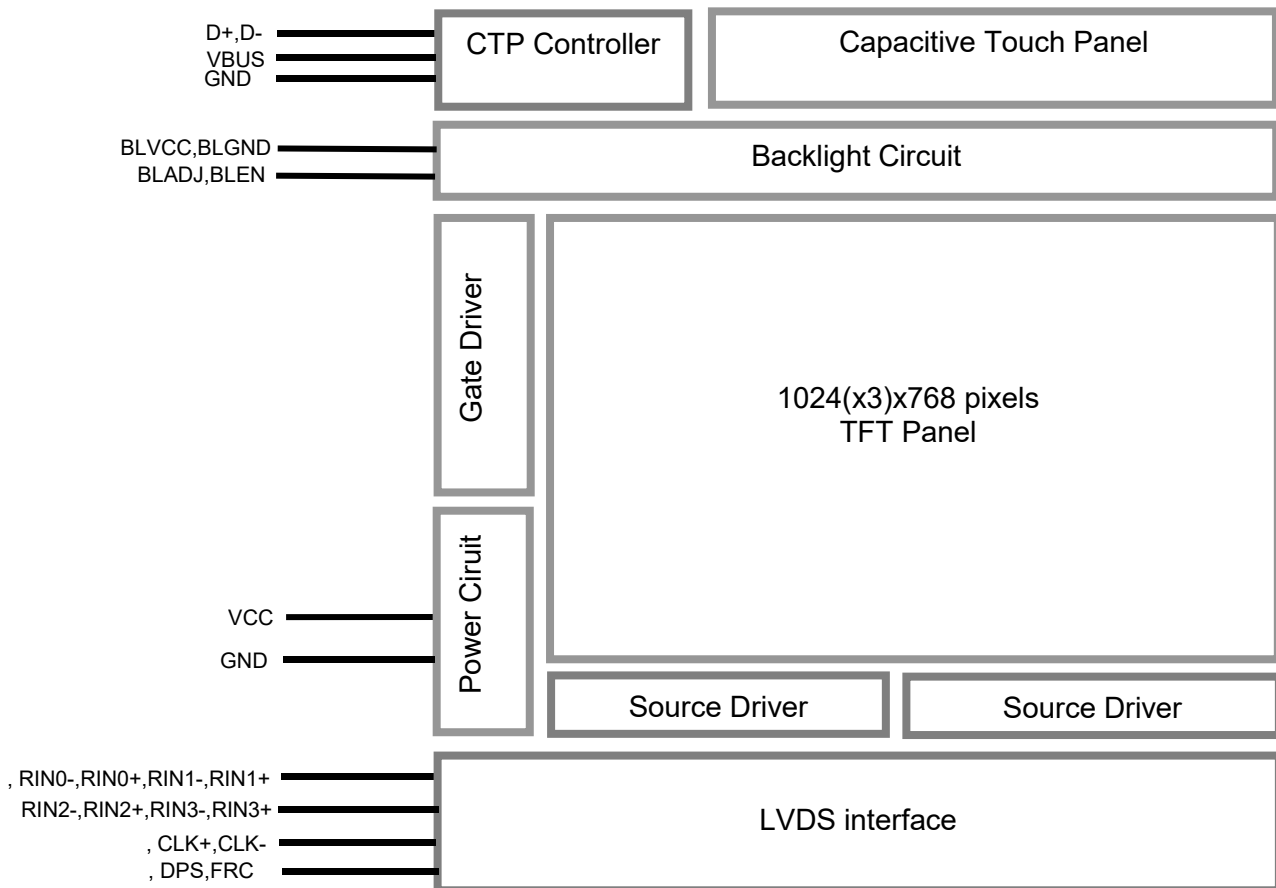 D+,D-
VBUS
GND
CTP Controller
Capacitive Touch Panel
BLVCC,BLGND
BLADJ,BLEN
Backlight Circuit
Gate Driver
1024(x3)x768 pixels
TFT Panel
Power Ciruit
VCC
GND
Source Driver
Source Driver
, RIN0-,RIN0+,RIN1-,RIN1+
RIN2-,RIN2+,RIN3-,RIN3+
, CLK+,CLK-
, DPS,FRC
LVDS interface